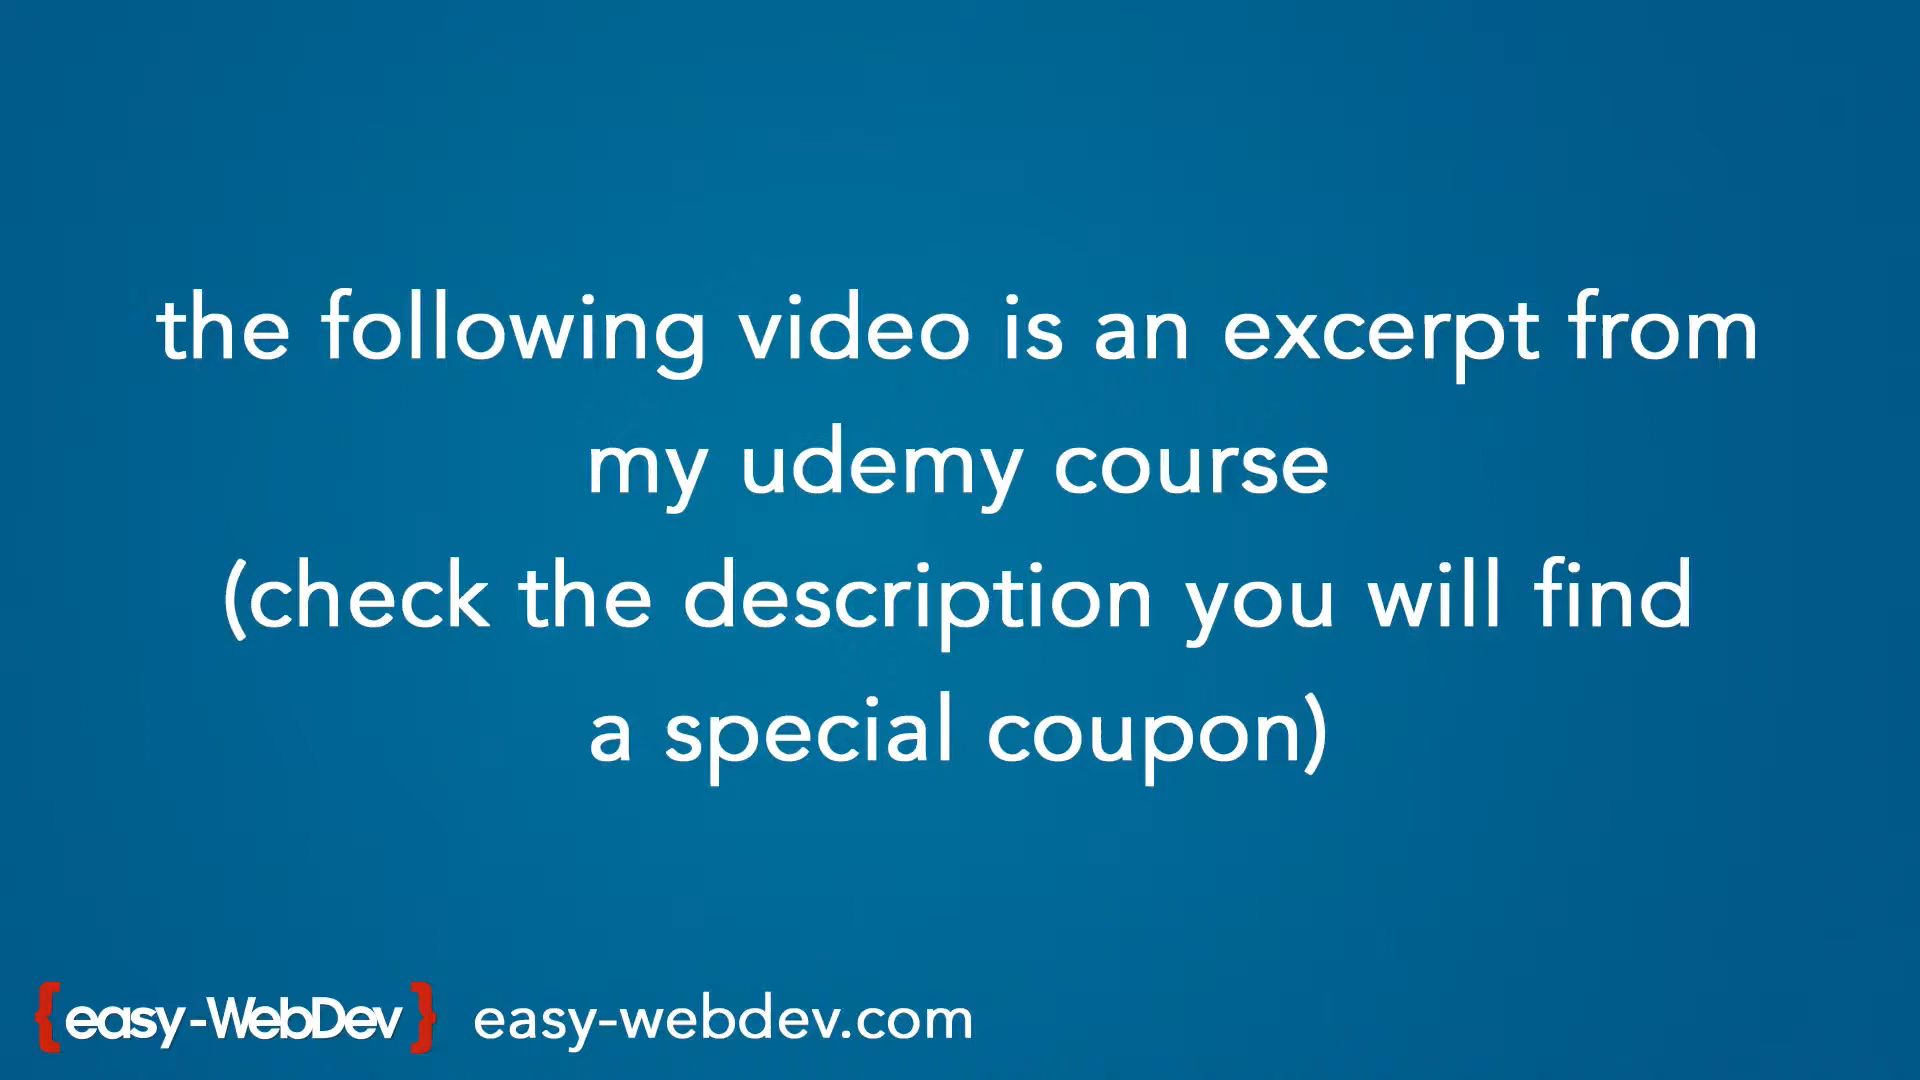 the following video is an excerpt from
my udemy course
(check the description you will find
a special coupon)
{easy-WebDev} easy-webdev.com